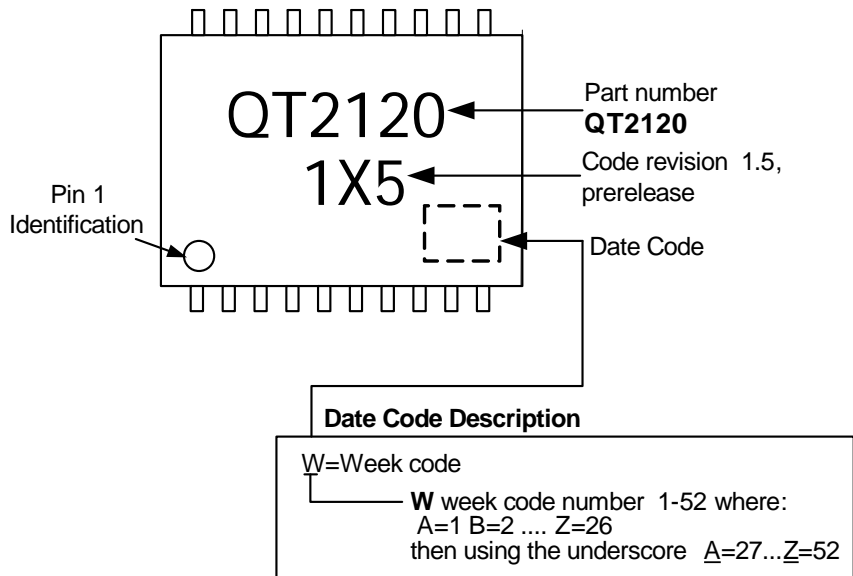 QT2120
1X5
Part number
QT2120
Code revision 1.5,
prerelease
Pin 1
Identification
Date Code
Date Code Description
W=Week code
W week code number 1-52 where:
A=1 B=2 .... Z=26
then using the underscore A=27...Z=52